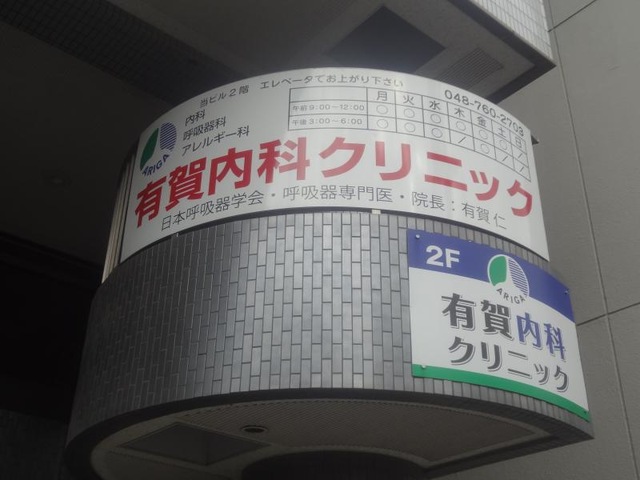 当ビル2階 エレベータでお上がり下さい
048-760-2703
内科
呼吸器科
アレルギー科
月 火 水 木 金 土 日
午前9:00~12:00 ○ ○ ○ ○ ○ ○ /
午後3:00~6:00 ○ ○ ○ / ○ / /
ARIGA
有賀内科クリニック
日本呼吸器学会・呼吸器専門医・院長:有賀 仁
2F
ARIGA
有賀内科
クリニック